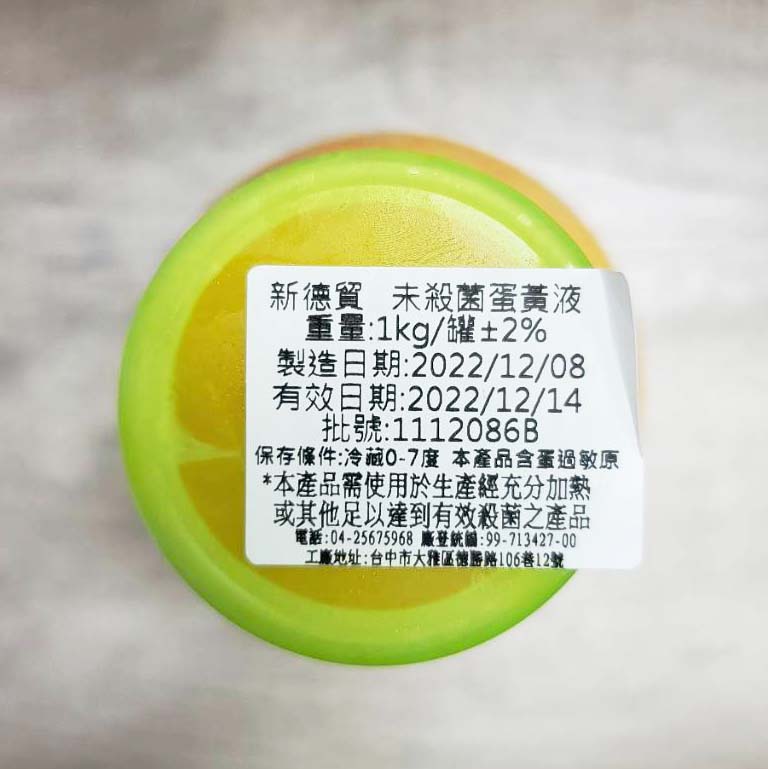 新德貿 未殺菌蛋黃液
重量:1kg/罐±2%
製造日期:2022/12/08
有效日期:2022/12/14
批號:1112086B
保存條件:冷藏0-7度 本產品含蛋過敏原
*本產品需使用於生產經充分加熱
或其他足以達到有效殺菌之產品
電話:04-25675968 廠登統編:99-713427-00
工廠地址:台中市大雅區德勝路106巷12號